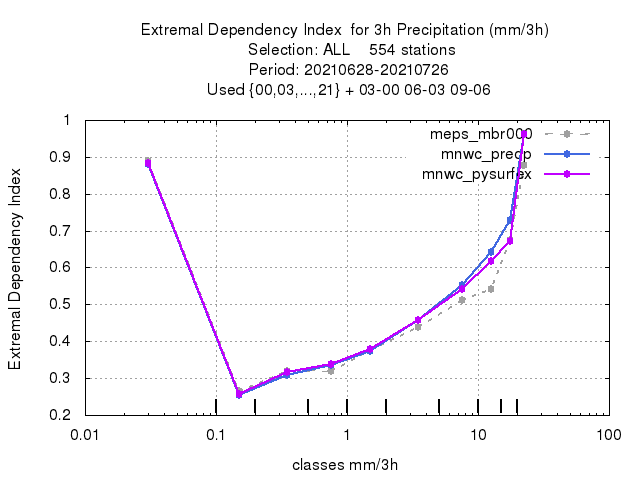 Extremal Dependency Index  for 3h Precipitation (mm/3h)
Selection: ALL    554 stations
Period: 20210628-20210726
Used {00,03,...,21} + 03-00 06-03 09-06
meps_mbr000
mnwc_precp
mnwc_pysurfex
Extremal Dependency Index
1
0.9
0.8
0.7
0.6
0.5
0.4
0.3
0.2
0.01
0.1
1
10
100
classes mm/3h